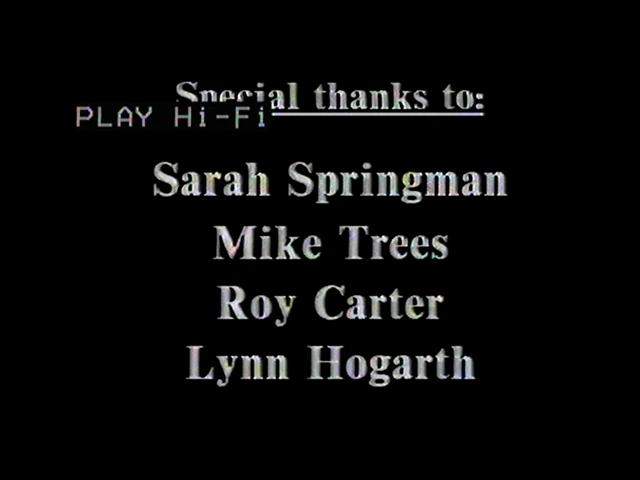 Special thanks to:
PLAY Hi-Fi
Sarah Springman
Mike Trees
Roy Carter
Lynn Hogarth